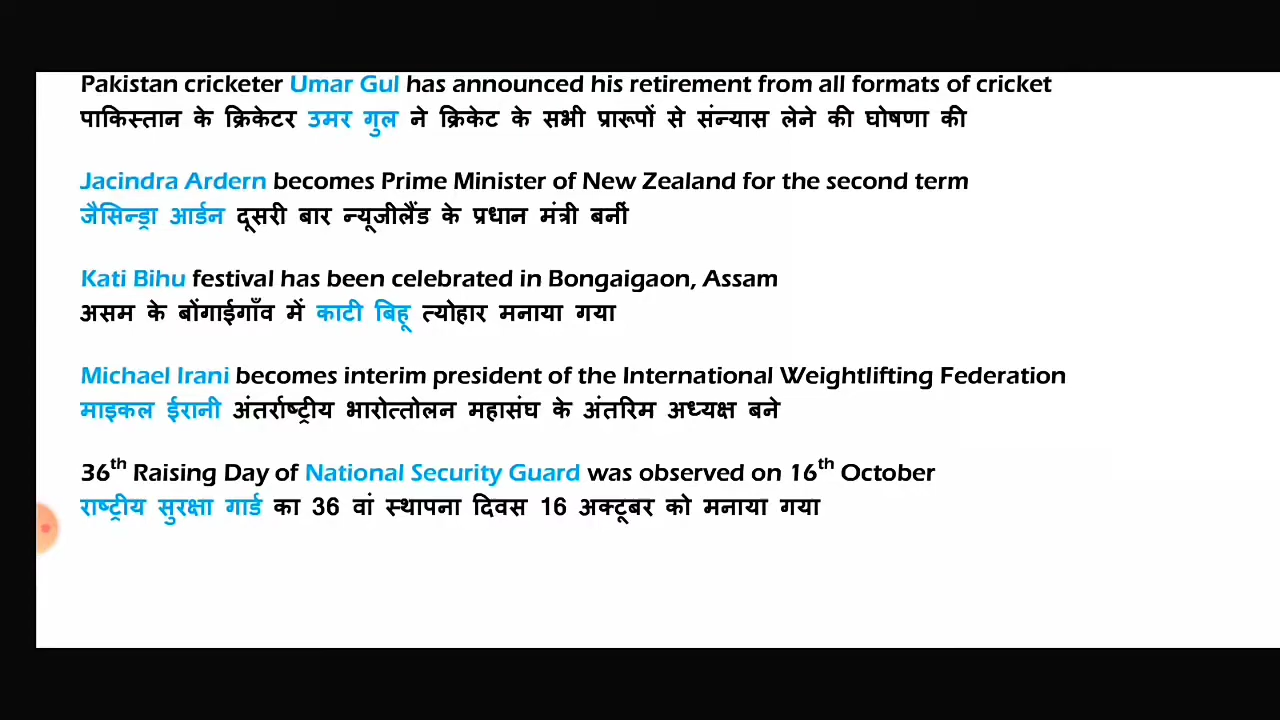 Pakistan cricketer Umar Gul has announced his retirement from all formats of cricket
पाकिस्तान के क्रिकेटर उमर गुल ने क्रिकेट के सभी प्रारूपों से संन्यास लेने की घोषणा की
Jacindra Ardern becomes Prime Minister of New Zealand for the second term
जैसिन्ड्रा आर्डन दूसरी बार न्यूजीलैंड के प्रधान मंत्री बनीं
Kati Bihu festival has been celebrated in Bongaigaon, Assam
असम के बोंगाईगाँव में काटी बिहू त्योहार मनाया गया
Michael Irani becomes interim president of the International Weightlifting Federation
माइकल ईरानी अंतर्राष्ट्रीय भारोत्तोलन महासंघ के अंतरिम अध्यक्ष बने
36th Raising Day of National Security Guard was observed on 16th October
राष्ट्रीय सुरक्षा गार्ड का 36 वां स्थापना दिवस 16 अक्टूबर को मनाया गया